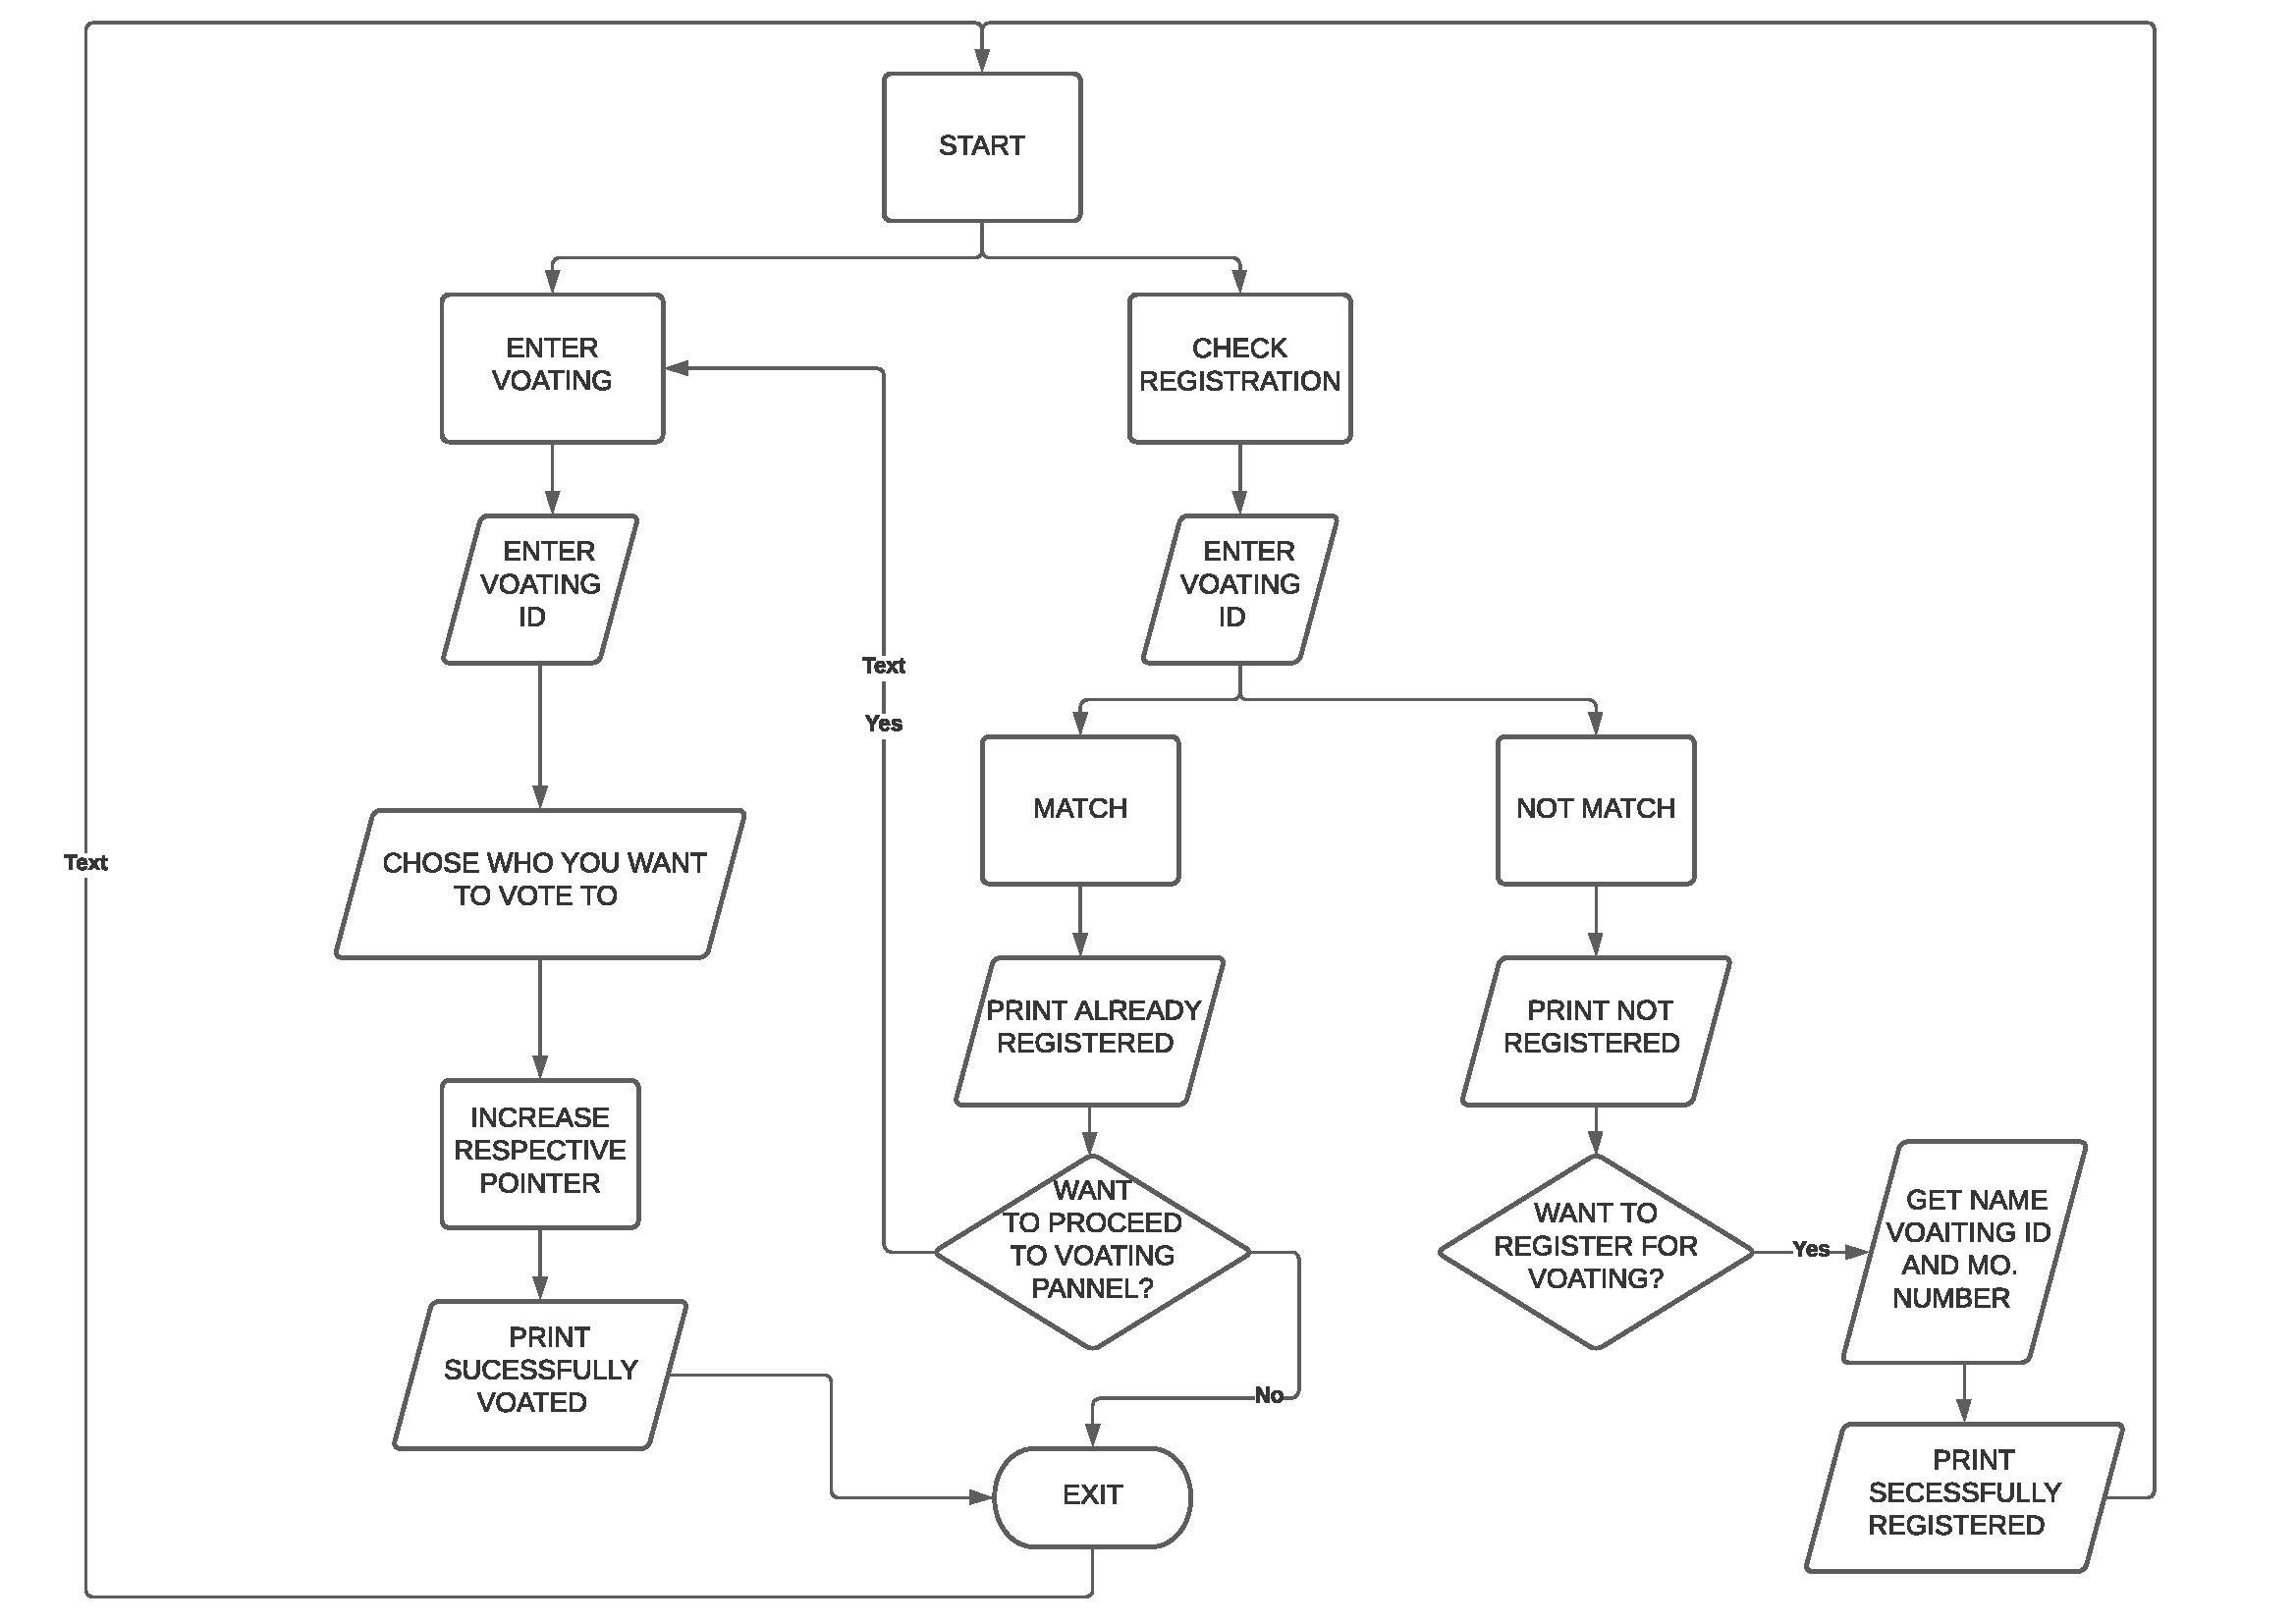 START
ENTER
VOATING
CHECK
REGISTRATION
ENTER
VOATING
ID
ENTER
VOATING
ID
Text
Yes
MATCH
NOT MATCH
Text
CHOSE WHO YOU WANT
TO VOTE TO
PRINT ALREADY
REGISTERED
PRINT NOT
REGISTERED
INCREASE
RESPECTIVE
POINTER
WANT
TO PROCEED
TO VOATING
PANNEL?
WANT TO
REGISTER FOR
VOATING?
Yes
GET NAME
VOAITING ID
AND MO.
NUMBER
PRINT
SUCESSFULLY
VOATED
No
EXIT
PRINT
SECESSFULLY
REGISTERED